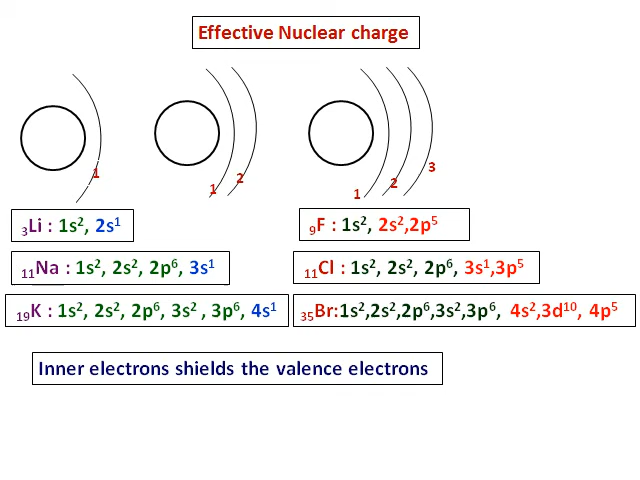 Effective Nuclear charge
1
1 2
1 2 3
₃Li : 1s², 2s¹
₉F : 1s², 2s²,2p⁵
₁₁Na : 1s², 2s², 2p⁶, 3s¹
₁₁Cl : 1s², 2s², 2p⁶, 3s¹,3p⁵
₁₉K : 1s², 2s², 2p⁶, 3s² , 3p⁶, 4s¹
₃₅Br:1s²,2s²,2p⁶,3s²,3p⁶, 4s²,3d¹⁰, 4p⁵
Inner electrons shields the valence electrons